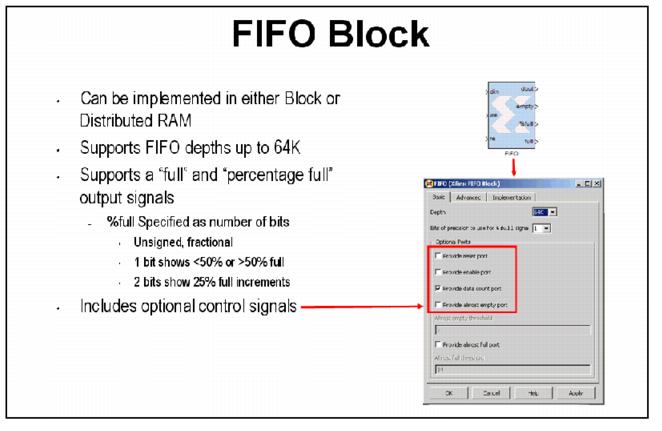 FIFO Block
Can be implemented in either Block or
Distributed RAM
Supports FIFO depths up to 64K
Supports a "full" and "percentage full"
output signals
%full Specified as number of bits
Unsigned, fractional
1 bit shows <50% or >50% full
2 bits show 25% full increments
Includes optional control signals
din
dout
empty
we
%full
re
full
FIFO
FIFO (Xilinx FIFO Block)
Basic Advanced Implementation
Depth 64K
Bits of precision to use for %full signal 1
Optional Ports
Provide reset port
Provide enable port
Provide data count port
Provide almost empty port
Almost empty threshold
Provide almost full port
Almost full threshold
OK Cancel Help Apply